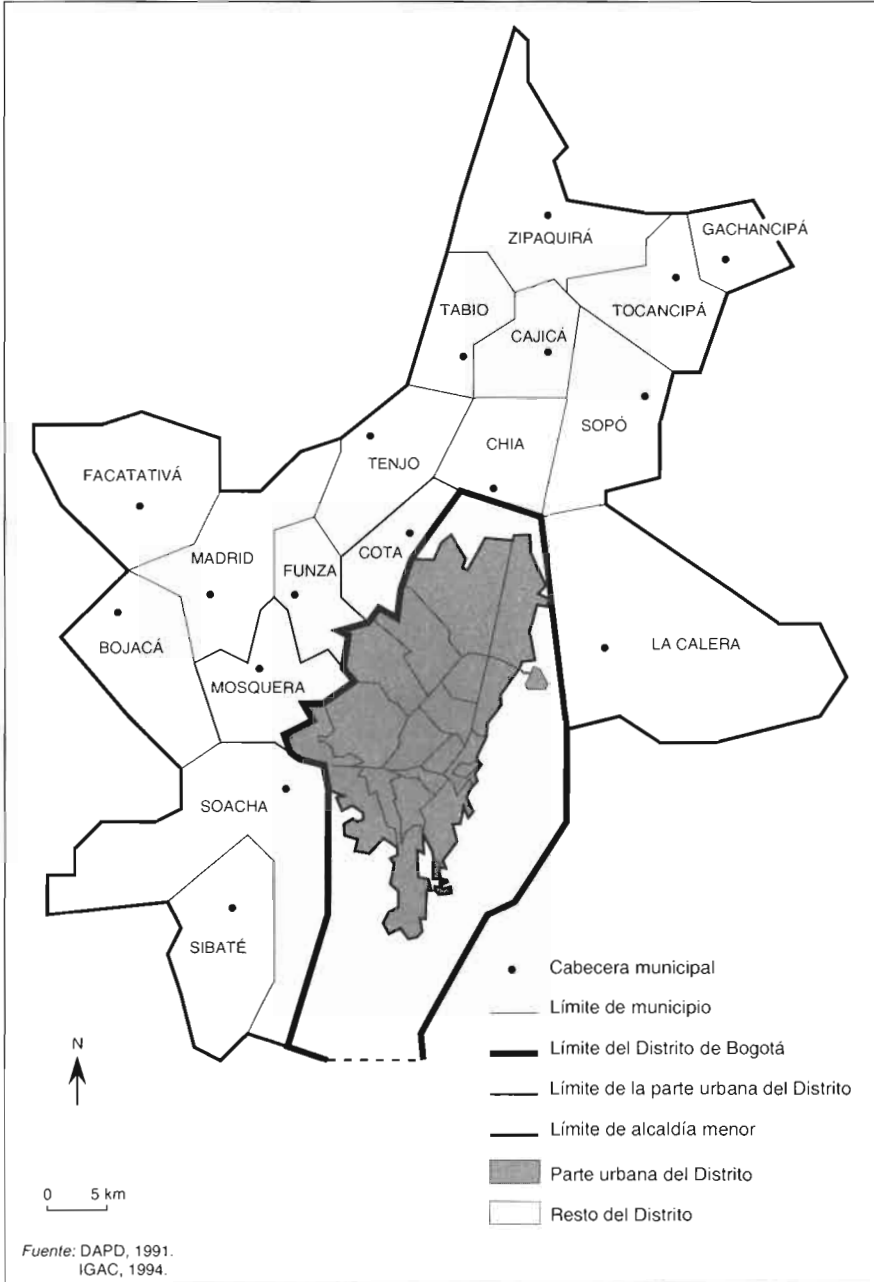 ZIPAQUIRÁ
GACHANCIPÁ
TABIO
TOCANCIPÁ
CAJICÁ
SOPÓ
CHIA
TENJO
FACATATIVÁ
COTA
MADRID
FUNZA
BOJACÁ
LA CALERA
MOSQUERA
SOACHA
SIBATÉ
Cabecera municipal
Límite de municipio
Límite del Distrito de Bogotá
Límite de la parte urbana del Distrito
Límite de alcaldía menor
Parte urbana del Distrito
Resto del Distrito
N
0 5 km
Fuente: DAPD, 1991.
IGAC, 1994.